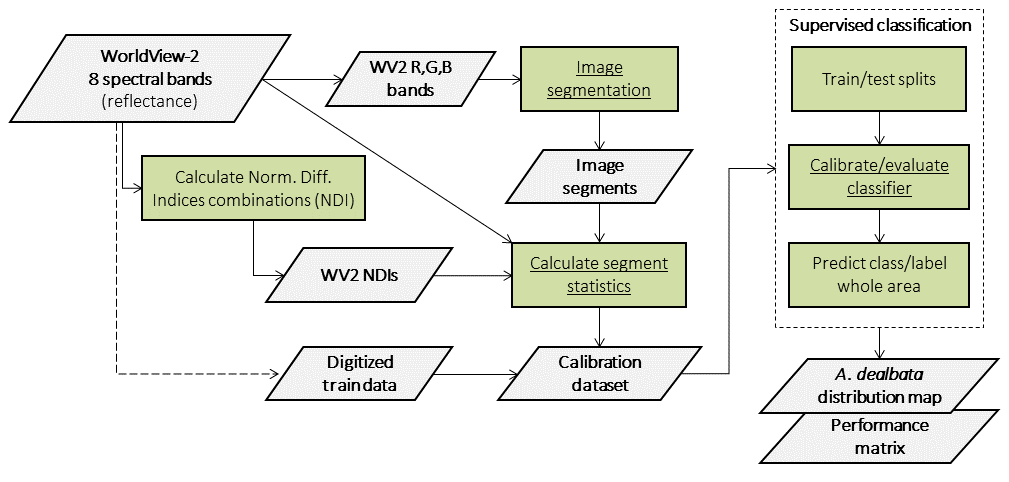 WorldView-2
8 spectral bands
(reflectance)
WV2 R,G,B
bands
Image
segmentation
Image
segments
Calculate Norm. Diff.
Indices combinations (NDI)
WV2 NDIs
Calculate segment
statistics
Digitized
train data
Calibration
dataset
Supervised classification
Train/test splits
Calibrate/evaluate
classifier
Predict class/label
whole area
A. dealbata
distribution map
Performance
matrix